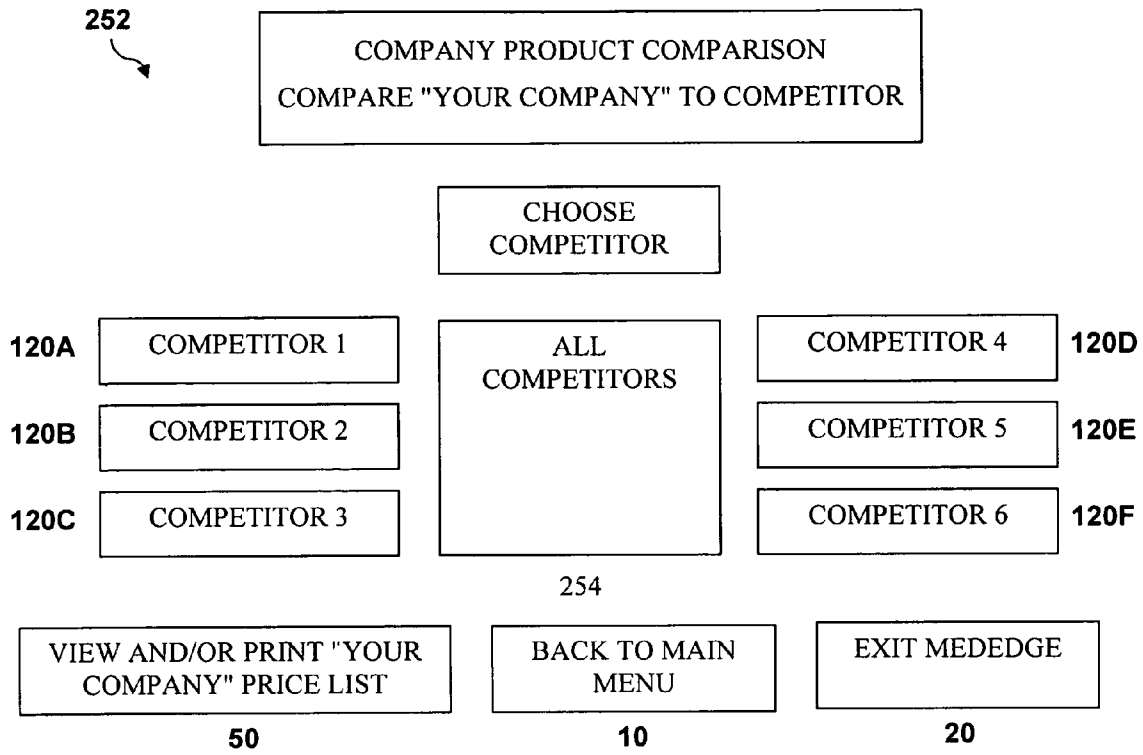 252
COMPANY PRODUCT COMPARISON
COMPARE "YOUR COMPANY" TO COMPETITOR
CHOOSE
COMPETITOR
120A
COMPETITOR 1
ALL
COMPETITORS
COMPETITOR 4
120D
120B
COMPETITOR 2
COMPETITOR 5
120E
120C
COMPETITOR 3
COMPETITOR 6
120F
254
VIEW AND/OR PRINT "YOUR
COMPANY" PRICE LIST
BACK TO MAIN
MENU
EXIT MEDEDGE
50
10
20